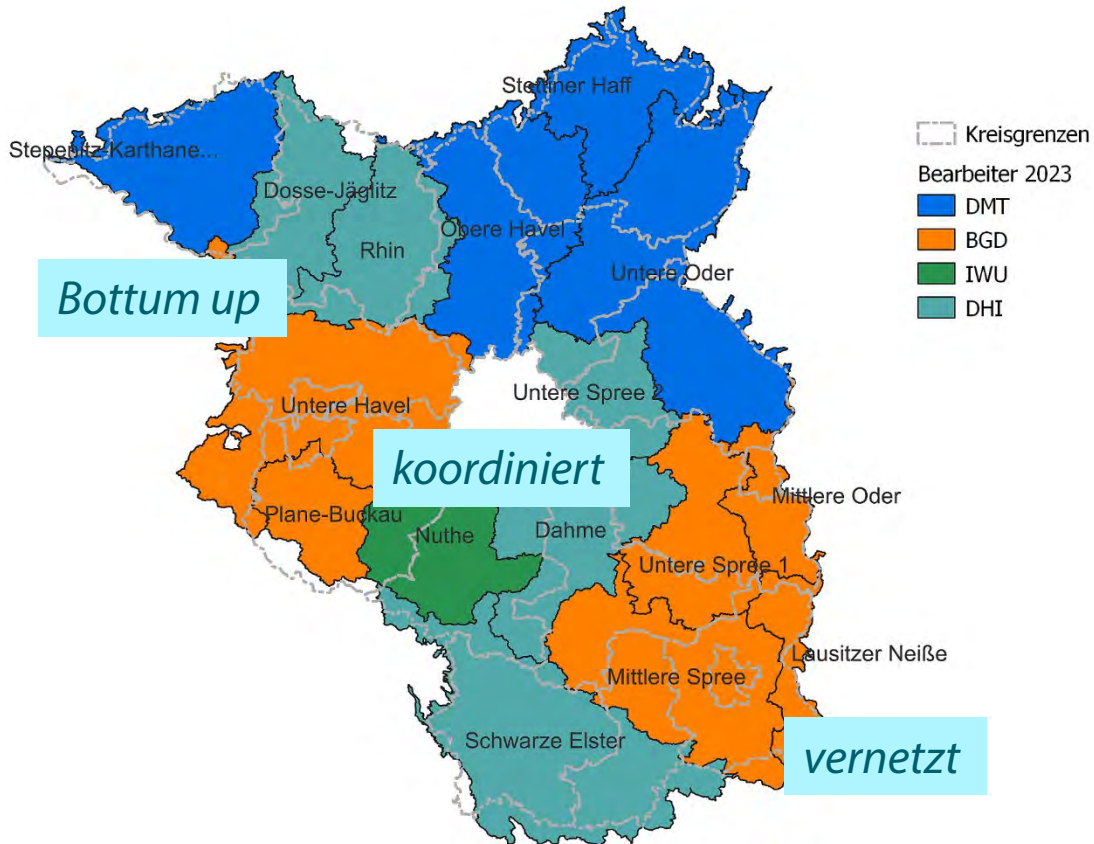 Stettiner Haff
Stepenitz-Karthane...
Dosse-Jäglitz
Rhin
Obere Havel
Untere Oder
Bottum up
Untere Spree 2
Untere Havel
koordiniert
Mittlere Oder
Plane-Buckau
Nuthe
Dahme
Untere Spree 1
Lausitzer Neiße
Mittlere Spree
Schwarze Elster
vernetzt
Kreisgrenzen
Bearbeiter 2023
DMT
BGD
IWU
DHI